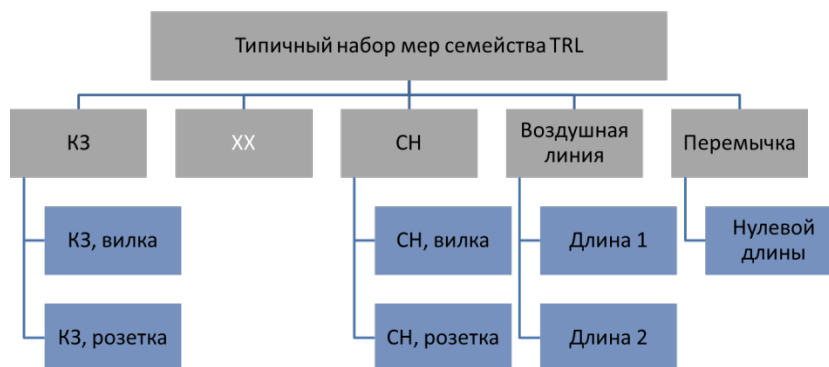 Типичный набор мер семейства TRL
КЗ
ХХ
СН
Воздушная
линия
Перемычка
КЗ, вилка
СН, вилка
Длина 1
Нулевой
длины
КЗ, розетка
СН, розетка
Длина 2